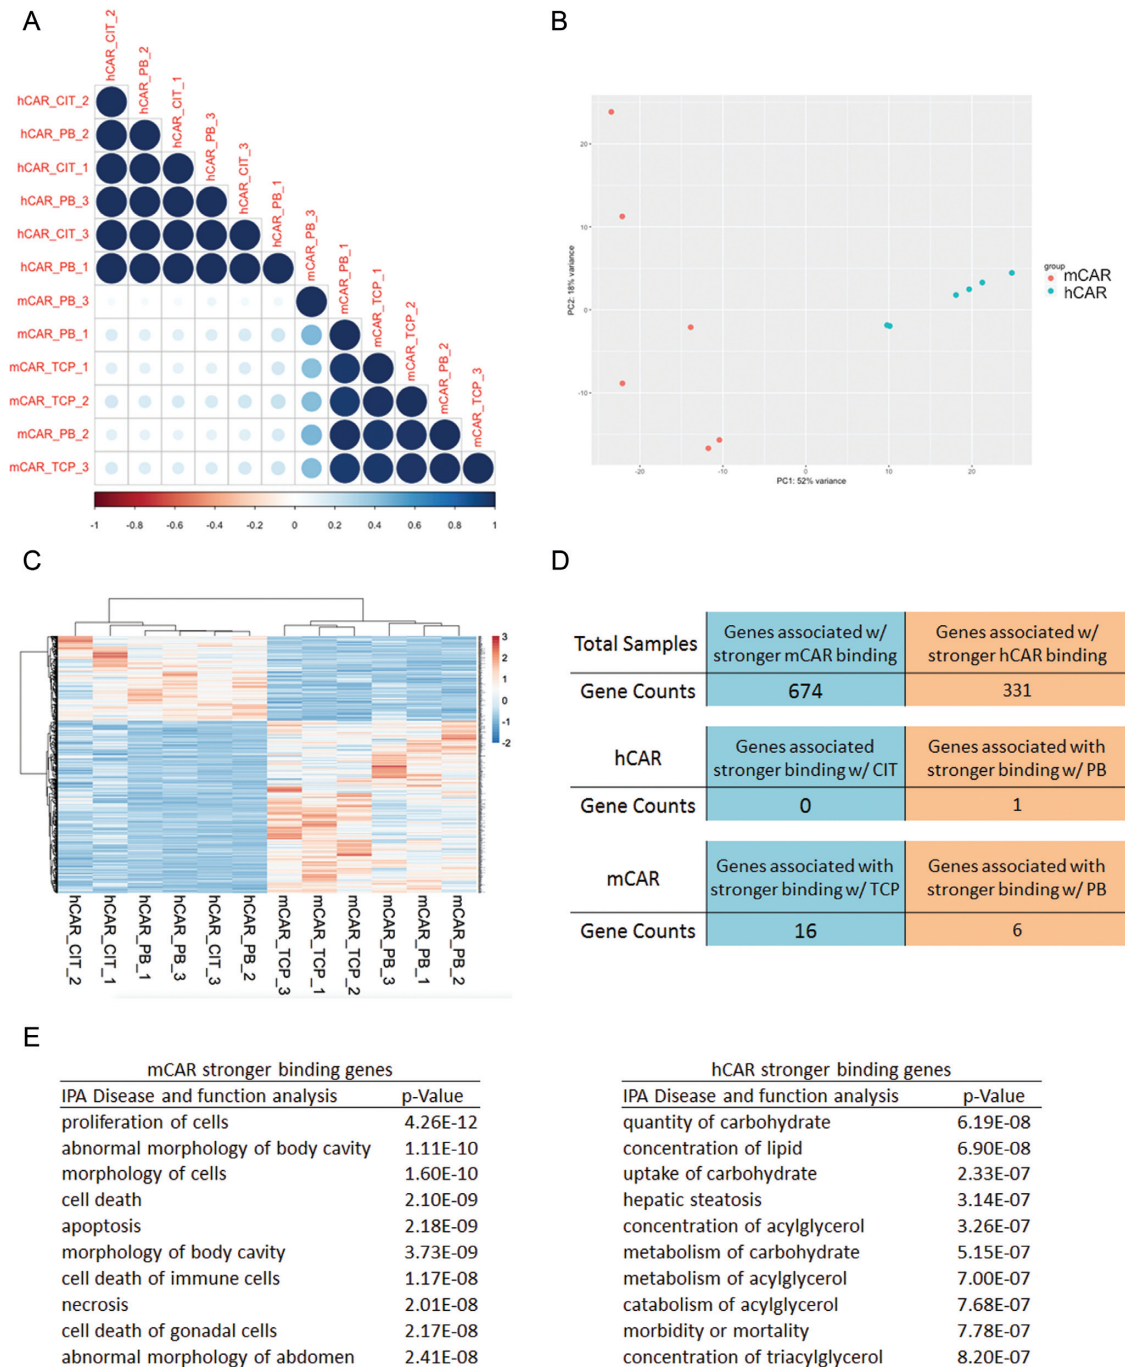 A
hCAR_CIT_2
hCAR_PB_2
hCAR_CIT_1
hCAR_PB_3
hCAR_CIT_3
hCAR_PB_1
mCAR_PB_3
mCAR_PB_1
mCAR_TCP_1
mCAR_TCP_2
mCAR_PB_2
mCAR_TCP_3
hCAR_CIT_2
hCAR_PB_2
hCAR_CIT_1
hCAR_PB_3
hCAR_CIT_3
hCAR_PB_1
mCAR_PB_3
mCAR_PB_1
mCAR_TCP_1
mCAR_TCP_2
mCAR_PB_2
mCAR_TCP_3
-1 -0.8 -0.6 -0.4 -0.2 0 0.2 0.4 0.6 0.8 1
B
20
10
0
-10
PC2: 18% variance
-20 -10 0 10 20
PC1: 52% variance
group
mCAR
hCAR
C
3
2
1
0
-1
-2
hCAR_CIT_2
hCAR_CIT_1
hCAR_PB_1
hCAR_PB_3
hCAR_CIT_3
hCAR_PB_2
mCAR_TCP_3
mCAR_TCP_1
mCAR_TCP_2
mCAR_PB_3
mCAR_PB_1
mCAR_PB_2
D
Total Samples
Genes associated w/
stronger mCAR binding
Genes associated w/
stronger hCAR binding
Gene Counts 674 331
hCAR
Genes associated
stronger binding w/ CIT
Genes associated with
stronger binding w/ PB
Gene Counts 0 1
mCAR
Genes associated with
stronger binding w/ TCP
Genes associated with
stronger binding w/ PB
Gene Counts 16 6
E
mCAR stronger binding genes
IPA Disease and function analysis p-Value
proliferation of cells 4.26E-12
abnormal morphology of body cavity 1.11E-10
morphology of cells 1.60E-10
cell death 2.10E-09
apoptosis 2.18E-09
morphology of body cavity 3.73E-09
cell death of immune cells 1.17E-08
necrosis 2.01E-08
cell death of gonadal cells 2.17E-08
abnormal morphology of abdomen 2.41E-08
hCAR stronger binding genes
IPA Disease and function analysis p-Value
quantity of carbohydrate 6.19E-08
concentration of lipid 6.90E-08
uptake of carbohydrate 2.33E-07
hepatic steatosis 3.14E-07
concentration of acylglycerol 3.26E-07
metabolism of carbohydrate 5.15E-07
metabolism of acylglycerol 7.00E-07
catabolism of acylglycerol 7.68E-07
morbidity or mortality 7.78E-07
concentration of triacylglycerol 8.20E-07